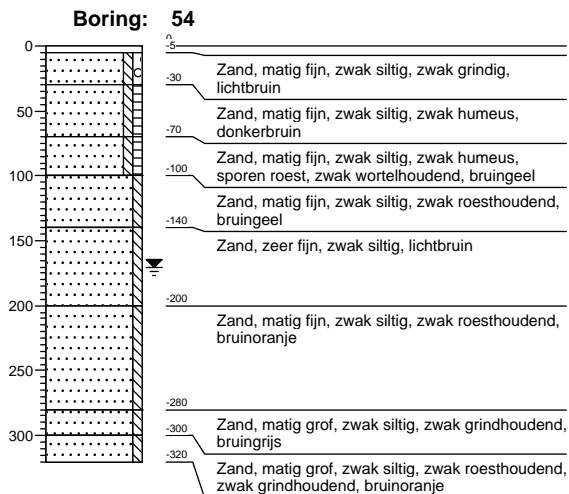 Boring: 54
0
50
100
150
200
250
300
0
-5
Zand, matig fijn, zwak siltig, zwak grindig,
lichtbruin
-30
Zand, matig fijn, zwak siltig, zwak humeus,
donkerbruin
-70
Zand, matig fijn, zwak siltig, zwak humeus,
sporen roest, zwak wortelhoudend, bruingeel
-100
Zand, matig fijn, zwak siltig, zwak roesthoudend,
bruingeel
-140
Zand, zeer fijn, zwak siltig, lichtbruin
-200
Zand, matig fijn, zwak siltig, zwak roesthoudend,
bruinoranje
-280
Zand, matig grof, zwak siltig, zwak grindhoudend,
bruingrijs
-300
Zand, matig grof, zwak siltig, zwak roesthoudend,
zwak grindhoudend, bruinoranje
-320